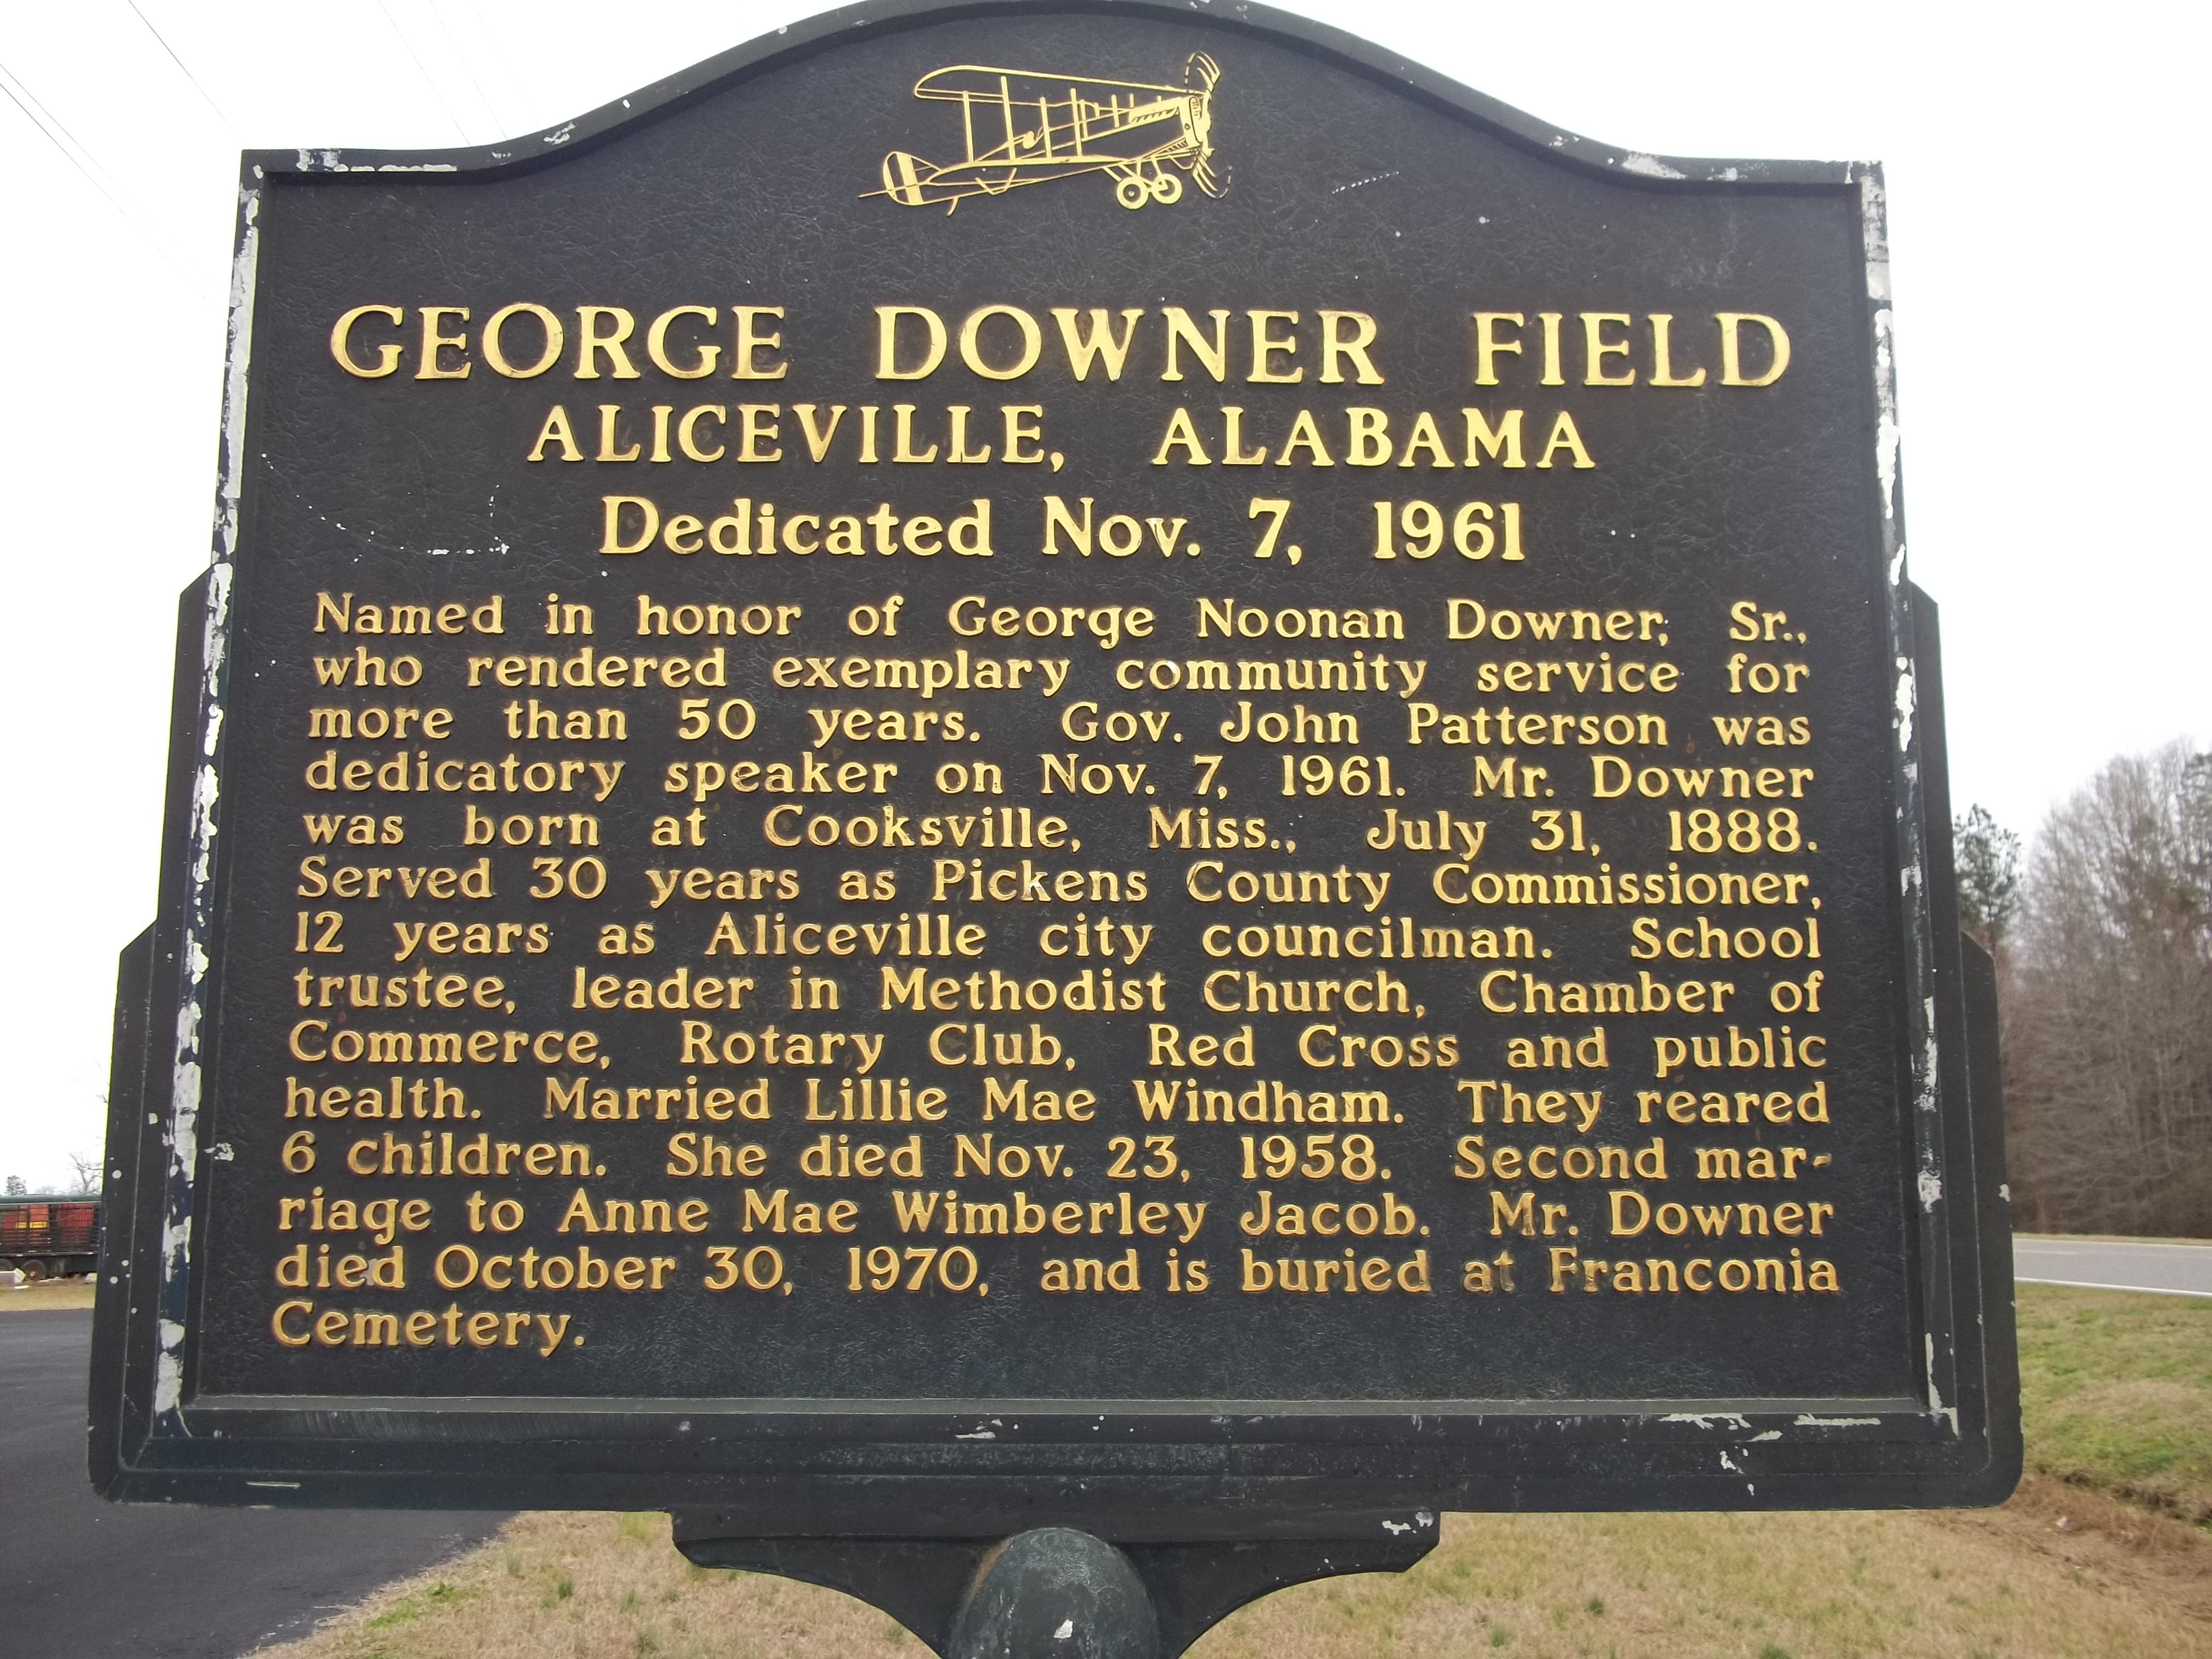 GEORGE DOWNER FIELD
ALICEVILLE, ALABAMA
Dedicated Nov. 7, 1961
Named in honor of George Noonan Downer, Sr.,
who rendered exemplary community service for
more than 50 years. Gov. John Patterson was
dedicatory speaker on Nov. 7, 1961. Mr. Downer
was born at Cooksville, Miss., July 31, 1888.
Served 30 years as Pickens County Commissioner,
12 years as Aliceville city councilman. School
trustee, leader in Methodist Church, Chamber of
Commerce, Rotary Club, Red Cross and public
health. Married Lillie Mae Windham. They reared
6 children. She died Nov. 23, 1958. Second mar-
riage to Anne Mae Wimberley Jacob. Mr. Downer
died October 30, 1970, and is buried at Franconia
Cemetery.